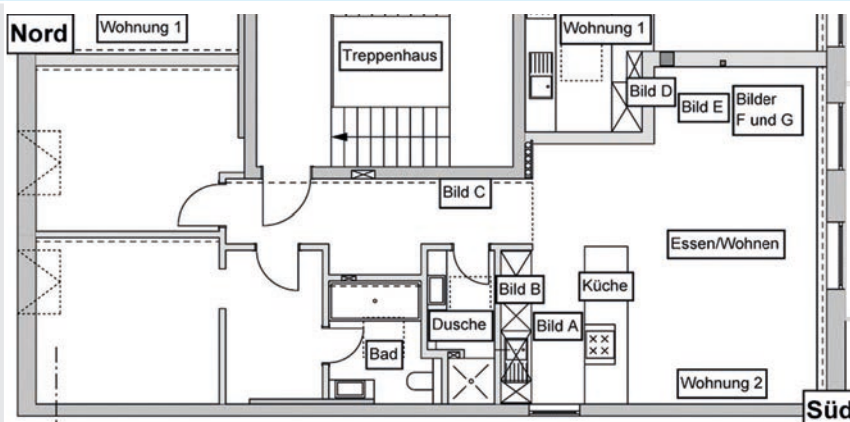 Nord
Wohnung 1
Treppenhaus
Wohnung 1
Bild D
Bild E
Bilder
F und G
Bild C
Essen/Wohnen
Bild B
Küche
Bild A
Dusche
Bad
Wohnung 2
Süd